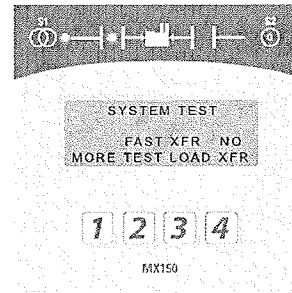 S1 S2
SYSTEM TEST
FAST XFR NO
MORE TEST LOAD XFR
1 2 3 4
MX150